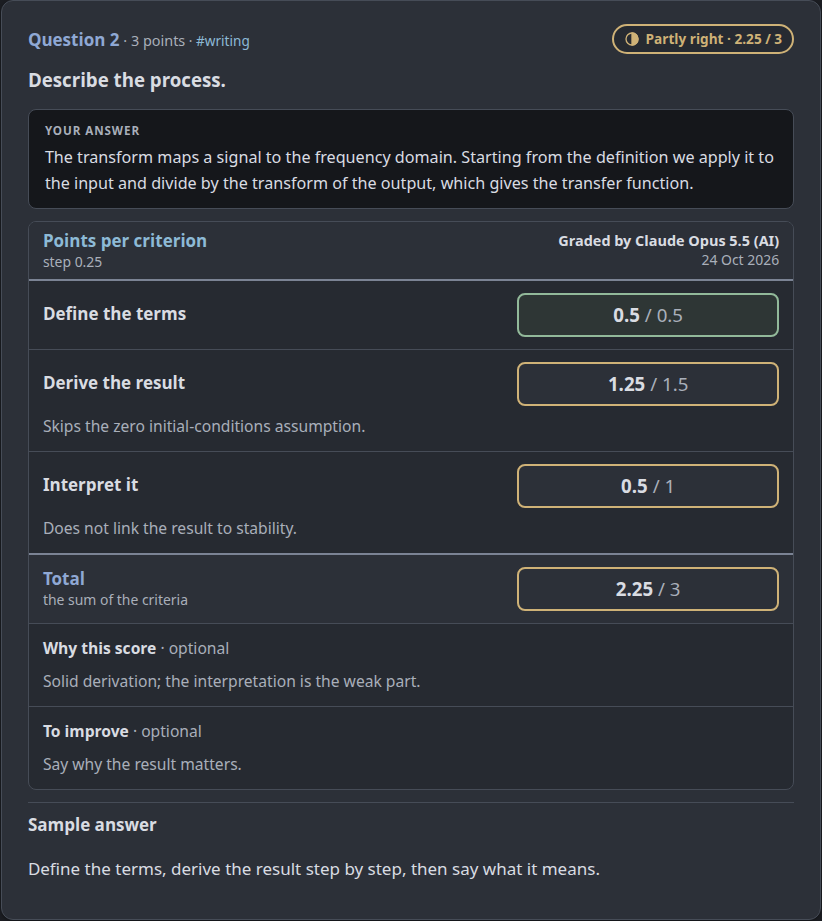 Question 2 · 3 points · #writing
Partly right · 2.25 / 3
Describe the process.
YOUR ANSWER
The transform maps a signal to the frequency domain. Starting from the definition we apply it to
the input and divide by the transform of the output, which gives the transfer function.
Points per criterion
step 0.25
Graded by Claude Opus 5.5 (AI)
24 Oct 2026
Define the terms
0.5 / 0.5
Derive the result
1.25 / 1.5
Skips the zero initial-conditions assumption.
Interpret it
0.5 / 1
Does not link the result to stability.
Total
the sum of the criteria
2.25 / 3
Why this score · optional
Solid derivation; the interpretation is the weak part.
To improve · optional
Say why the result matters.
Sample answer
Define the terms, derive the result step by step, then say what it means.